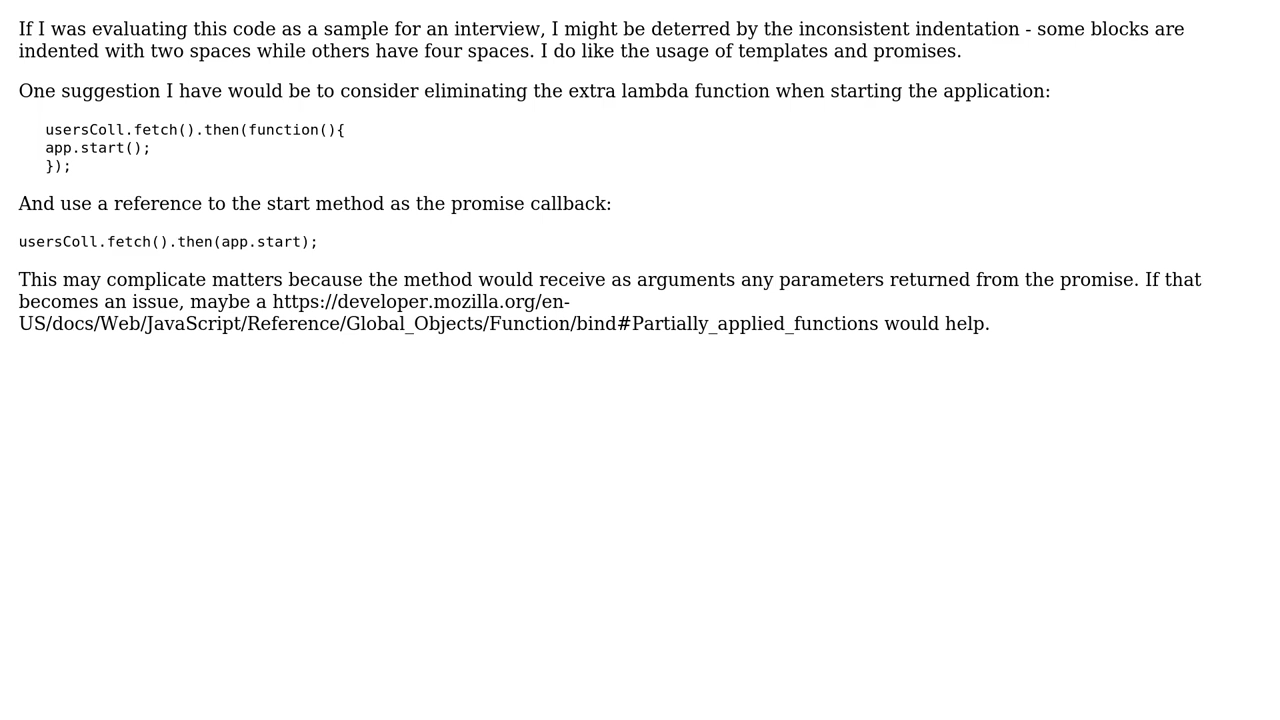 If I was evaluating this code as a sample for an interview, I might be deterred by the inconsistent indentation - some blocks are
indented with two spaces while others have four spaces. I do like the usage of templates and promises.
One suggestion I have would be to consider eliminating the extra lambda function when starting the application:
usersColl.fetch().then(function(){
app.start();
});
And use a reference to the start method as the promise callback:
usersColl.fetch().then(app.start);
This may complicate matters because the method would receive as arguments any parameters returned from the promise. If that
becomes an issue, maybe a https://developer.mozilla.org/en-
US/docs/Web/JavaScript/Reference/Global_Objects/Function/bind#Partially_applied_functions would help.